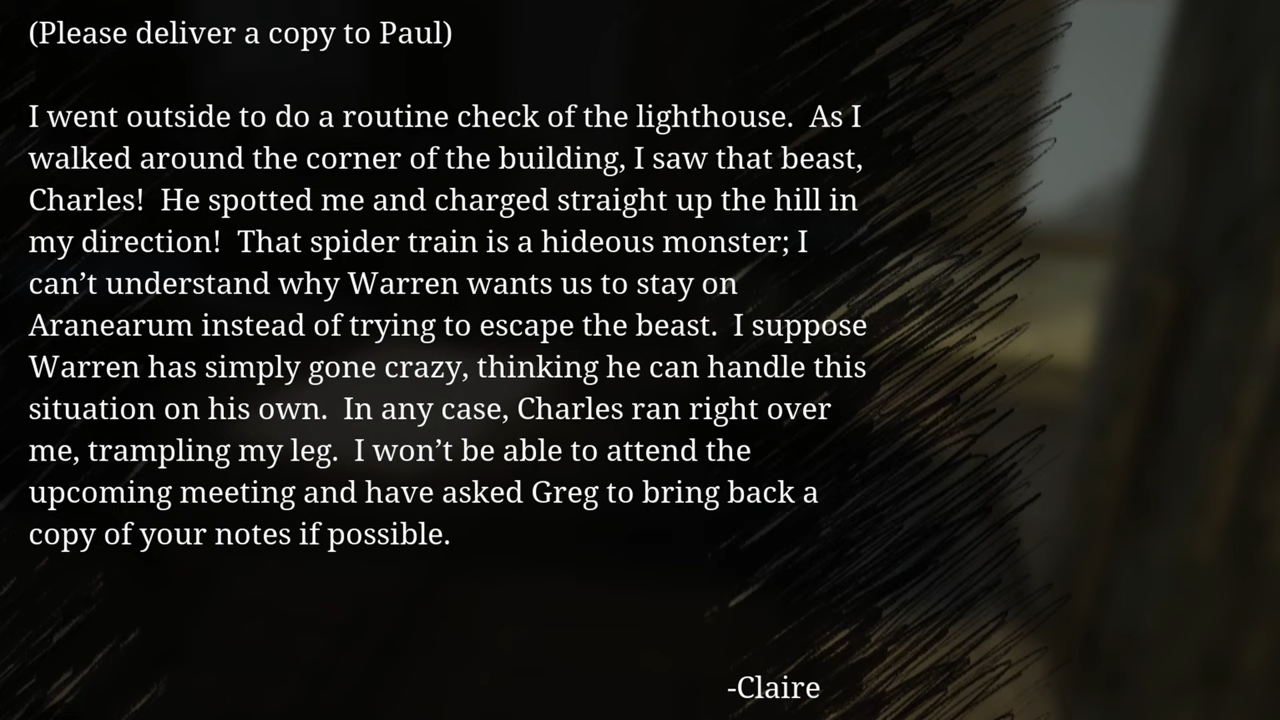 (Please deliver a copy to Paul)
I went outside to do a routine check of the lighthouse.  As I
walked around the corner of the building, I saw that beast,
Charles!  He spotted me and charged straight up the hill in
my direction!  That spider train is a hideous monster; I
can’t understand why Warren wants us to stay on
Aranearum instead of trying to escape the beast.  I suppose
Warren has simply gone crazy, thinking he can handle this
situation on his own.  In any case, Charles ran right over
me, trampling my leg.  I won’t be able to attend the
upcoming meeting and have asked Greg to bring back a
copy of your notes if possible.
-Claire